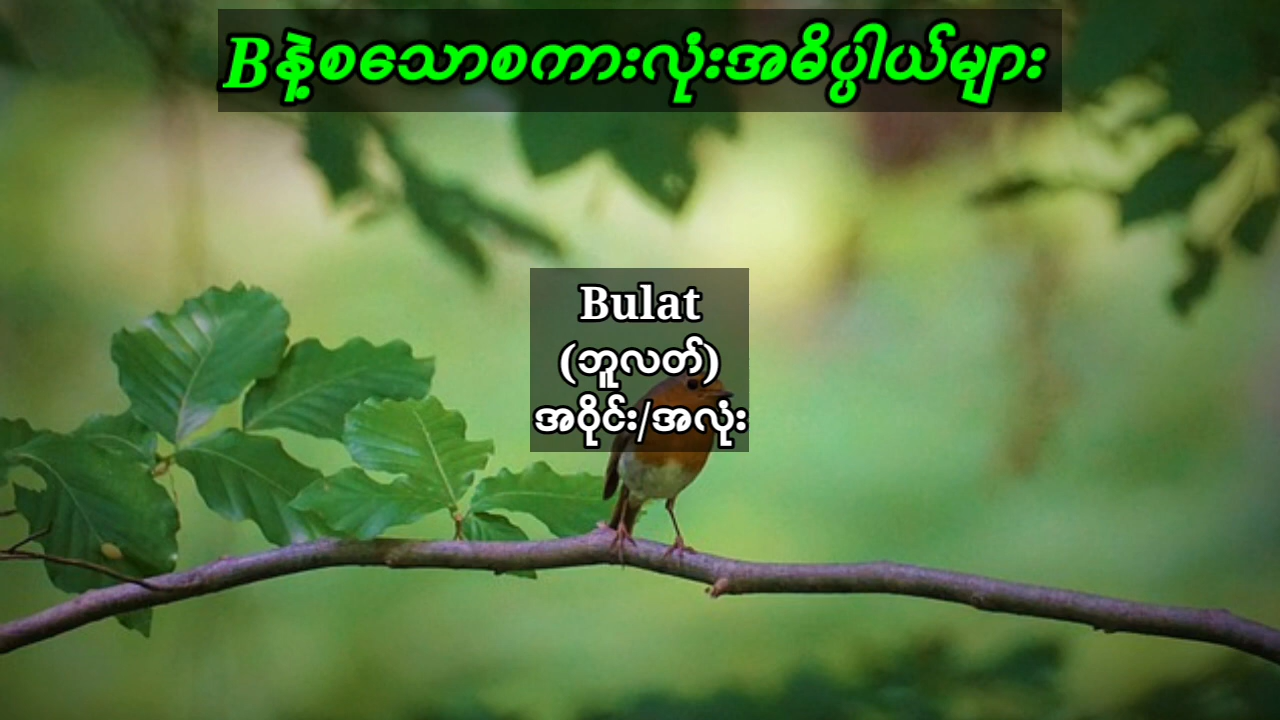 Bနဲ့စသောစကားလုံးအဓိပ္ပါယ်များ
Bulat
(ဘူလတ်)
အဝိုင်း/အလုံး